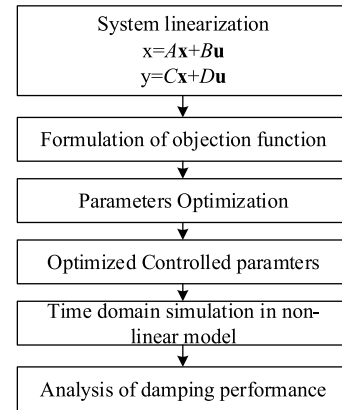 System linearization
x=Ax+Bu
y=Cx+Du
Formulation of objection function
Parameters Optimization
Optimized Controlled paramters
Time domain simulation in non-
linear model
Analysis of damping performance